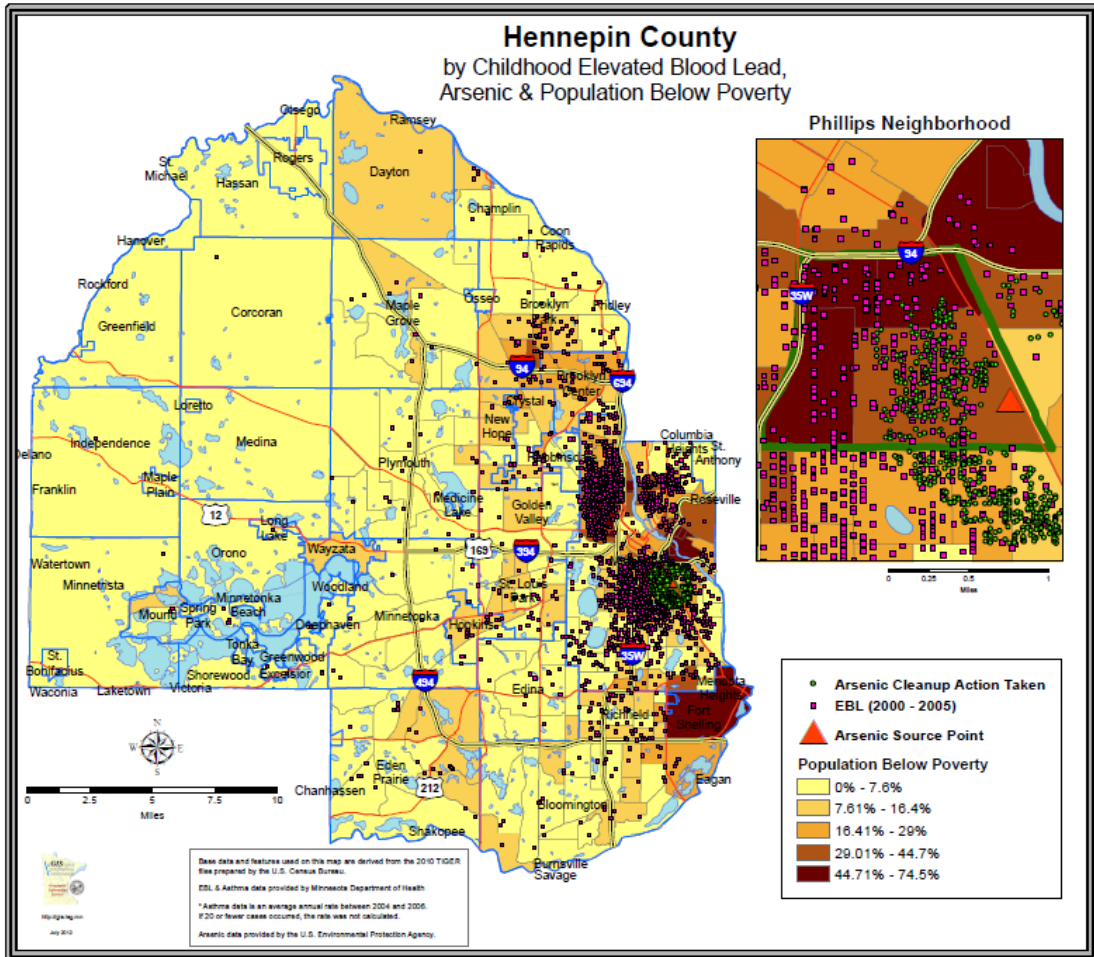 Hennepin County
by Childhood Elevated Blood Lead,
Arsenic & Population Below Poverty
Phillips Neighborhood
94
35W
0 0.25 0.5 1
Miles
Otsego
Ramsey
Rogers
St.
Michael
Hassan
Dayton
Champlin
Coon
Rapids
Hanover
Rockford
Corcoran
Greenfield
Maple
Grove
Osseo
Brooklyn
Park
Fridley
94
694
Brooklyn
Center
Loretto
Crystal
New
Hope
Robbinsdale
Independence
Medina
Delano
Columbia
Heights
St.
Anthony
Plymouth
Franklin
Maple
Plain
Medicine
Lake
Roseville
12
Long
Lake
Golden
Valley
Wayzata
169
394
Orono
Watertown
Minnetrista
Woodland
St. Louis
Park
Minnetonka
Beach
Spring
Park
Mound
Minnetonka
Deephaven
Hopkins
Tonka
Bay
Greenwood
35W
St.
Bonifacius
Shorewood
Excelsior
Waconia
Laketown
Victoria
494
Edina
Mendota
Heights
Richfield
Fort
Snelling
N
W E
S
Eden
Prairie
212
Eagan
Chanhassen
Bloomington
0 2.5 5 7.5 10
Miles
Shakopee
Burnsville
Savage
Arsenic Cleanup Action Taken
EBL (2000 - 2005)
Arsenic Source Point
Population Below Poverty
0% - 7.6%
7.61% - 16.4%
16.41% - 29%
29.01% - 44.7%
44.71% - 74.5%
Base data and features used on this map are derived from the 2010 TIGER
files prepared by the U.S. Census Bureau.
EBL & Asthma data provided by Minnesota Department of Health
* Asthma data is an average annual rate between 2004 and 2006.
If 20 or fewer cases occurred, the rate was not calculated.
Arsenic data provided by the U.S. Environmental Protection Agency.
GIS